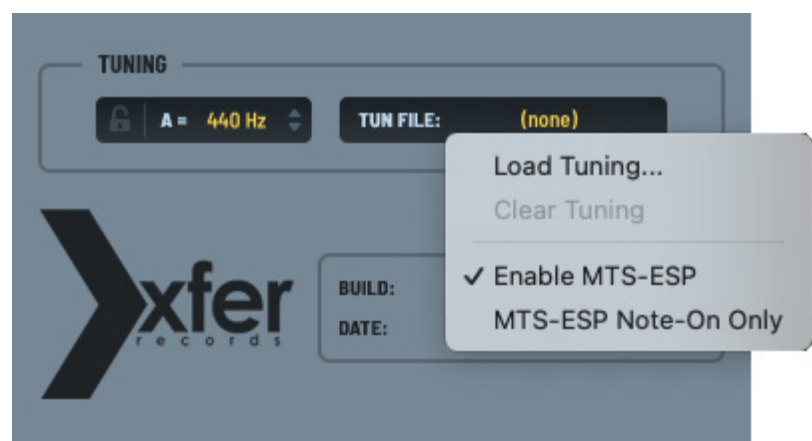 TUNING
A = 440 Hz
TUN FILE: (none)
Load Tuning...
Clear Tuning
✓ Enable MTS-ESP
MTS-ESP Note-On Only
xfer
records
BUILD:
DATE: